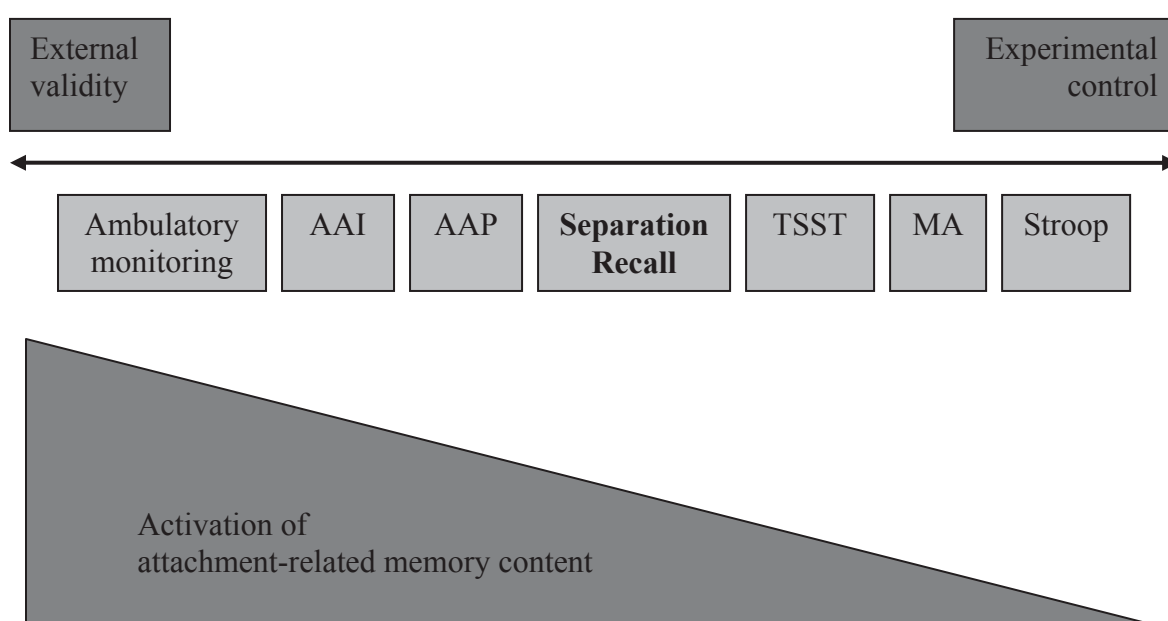 External
validity
Experimental
control
Ambulatory
monitoring
AAI
AAP
Separation
Recall
TSST
MA
Stroop
Activation of
attachment-related memory content